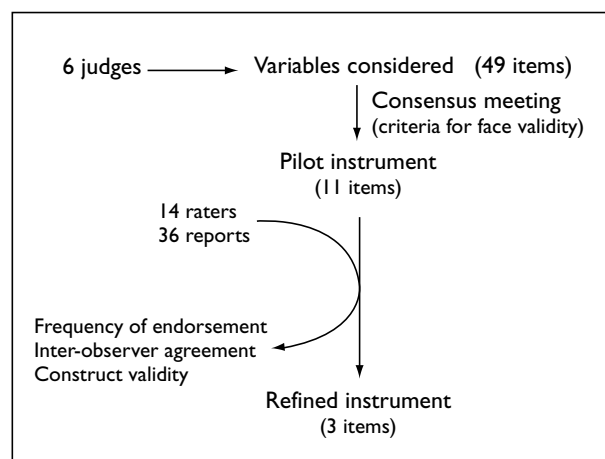 6 judges
Variables considered (49 items)
Consensus meeting
(criteria for face validity)
Pilot instrument
(11 items)
14 raters
36 reports
Frequency of endorsement
Inter-observer agreement
Construct validity
Refined instrument
(3 items)